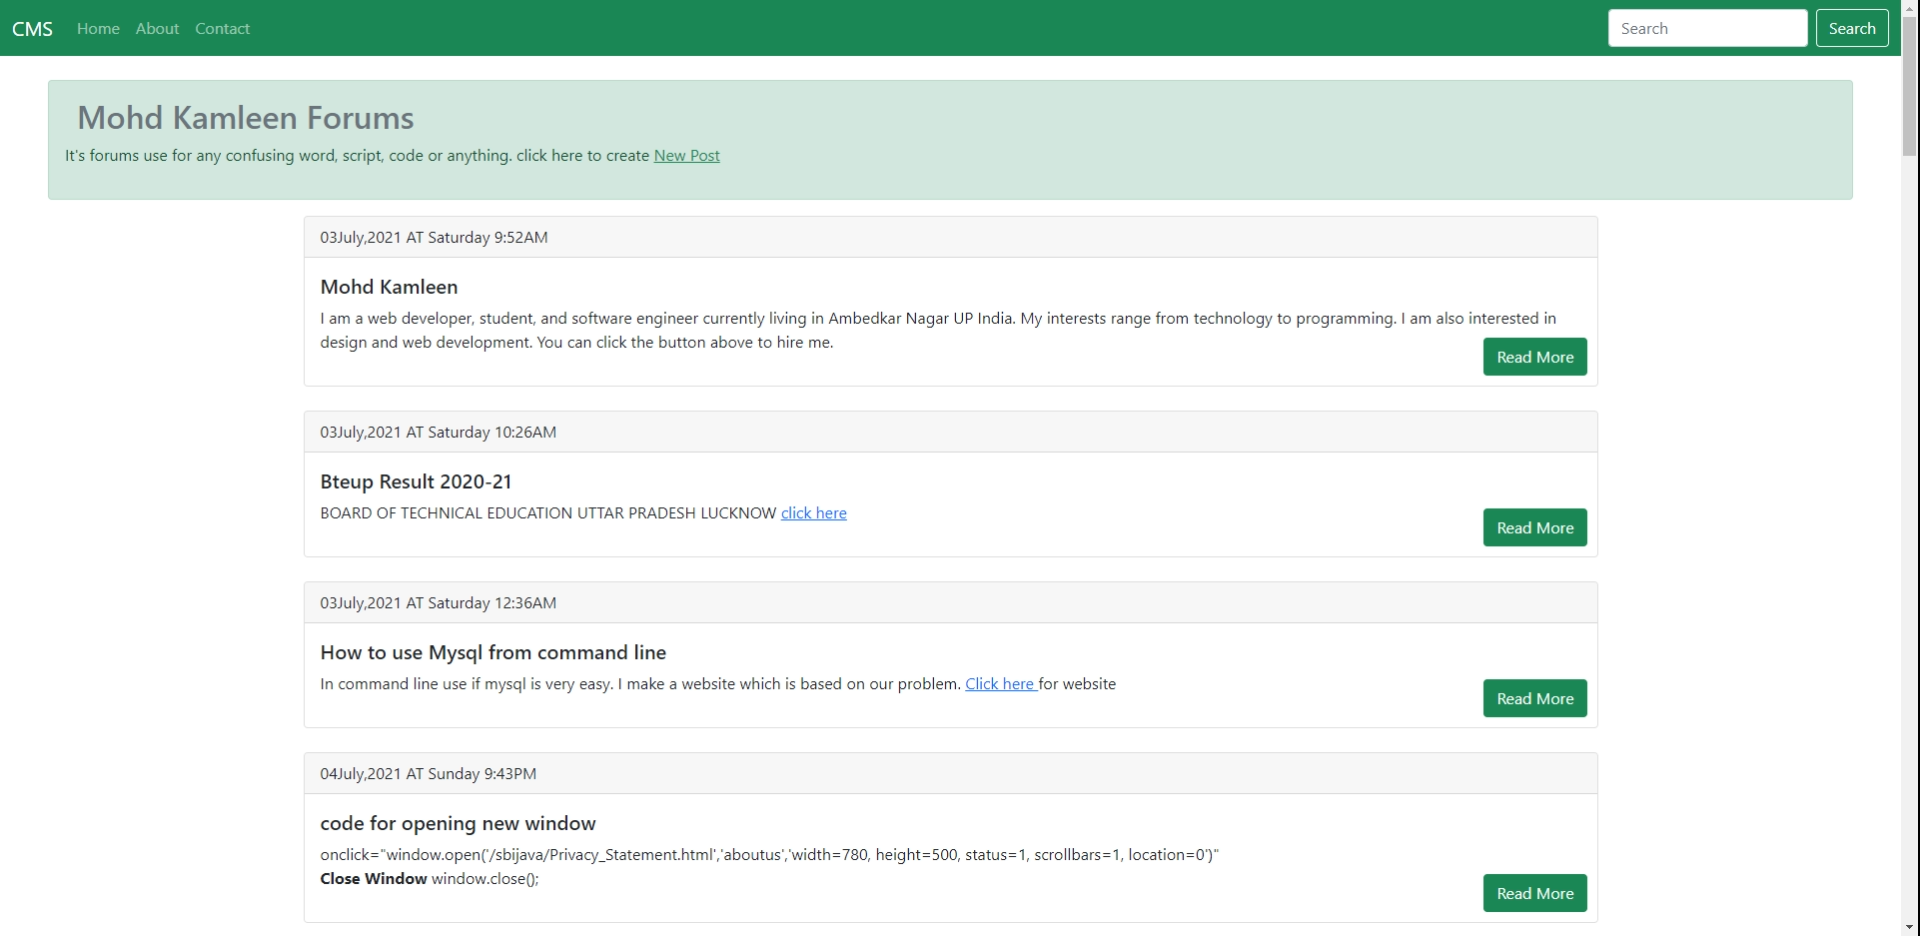 CMS Home About Contact Search Search
Mohd Kamleen Forums
It's forums use for any confusing word, script, code or anything. click here to create New Post
03July,2021 AT Saturday 9:52AM
Mohd Kamleen
I am a web developer, student, and software engineer currently living in Ambedkar Nagar UP India. My interests range from technology to programming. I am also interested in
design and web development. You can click the button above to hire me.
Read More
03July,2021 AT Saturday 10:26AM
Bteup Result 2020-21
BOARD OF TECHNICAL EDUCATION UTTAR PRADESH LUCKNOW click here
Read More
03July,2021 AT Saturday 12:36AM
How to use Mysql from command line
In command line use if mysql is very easy. I make a website which is based on our problem. Click here for website
Read More
04July,2021 AT Sunday 9:43PM
code for opening new window
onclick="window.open('/sbijava/Privacy_Statement.html','aboutus','width=780, height=500, status=1, scrollbars=1, location=0')"
Close Window window.close();
Read More